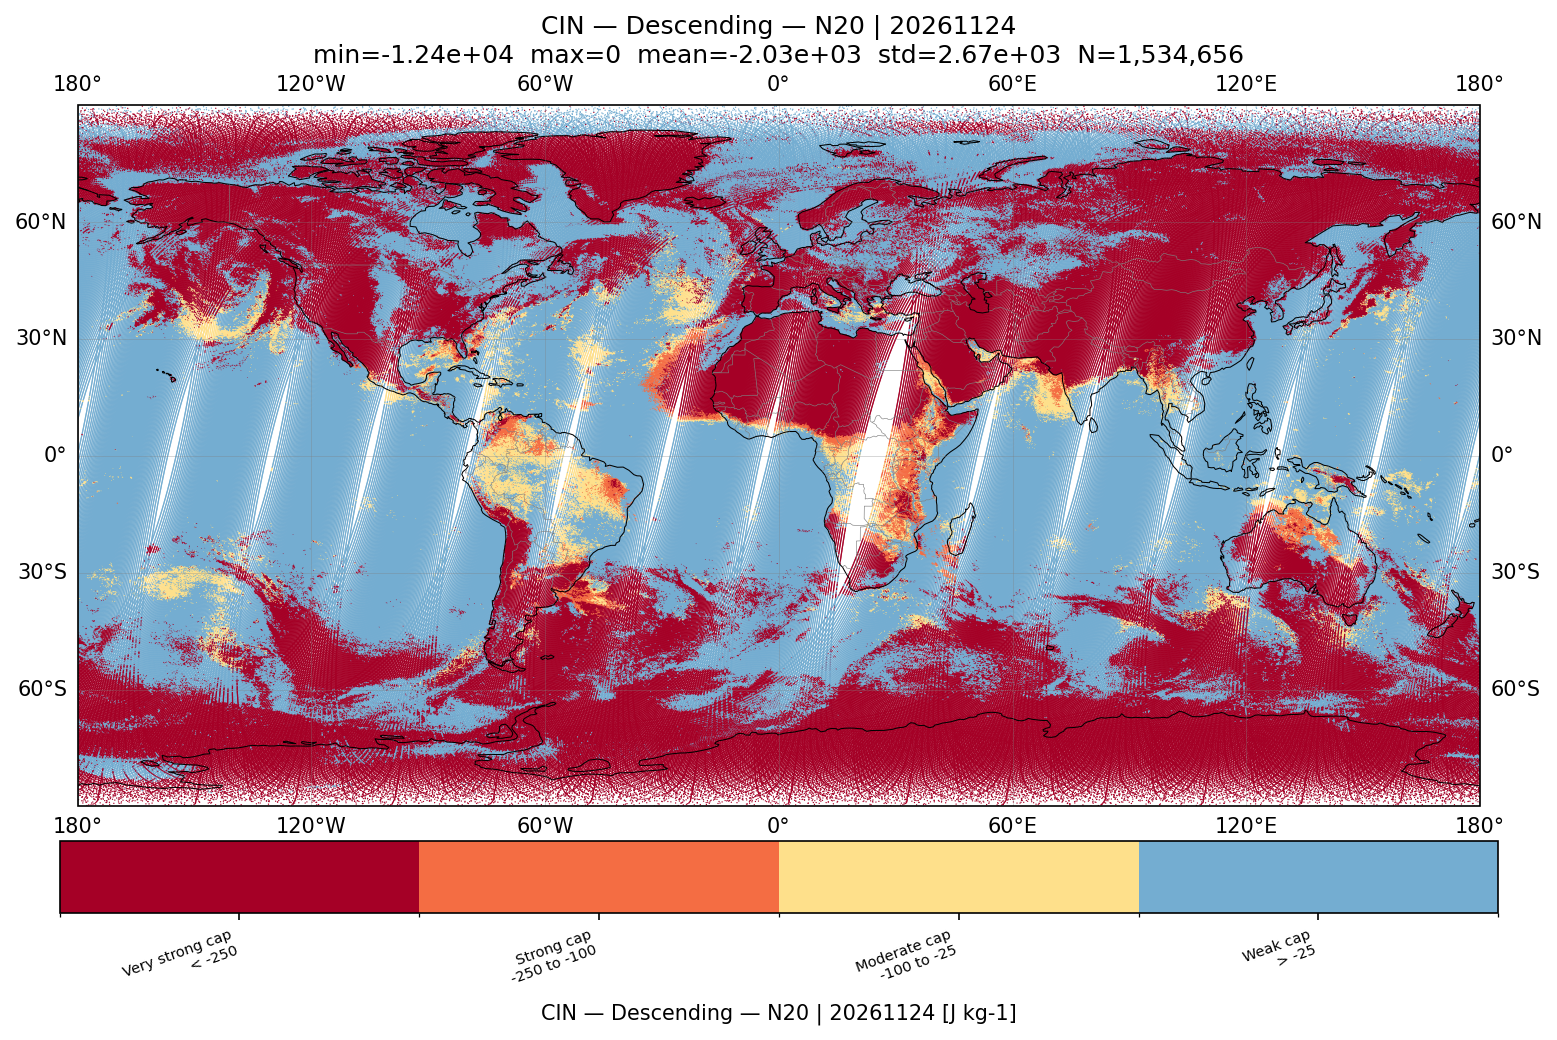 CIN — Descending — N20 | 20261124
min=-1.24e+04 max=0 mean=-2.03e+03 std=2.67e+03 N=1,534,656
180° 120°W 60°W 0° 60°E 120°E 180°
60°N 60°N
30°N 30°N
0° 0°
30°S 30°S
60°S 60°S
180° 120°W 60°W 0° 60°E 120°E 180°
Very strong cap
< -250
Strong cap
-250 to -100
Moderate cap
-100 to -25
Weak cap
> -25
CIN — Descending — N20 | 20261124 [J kg-1]